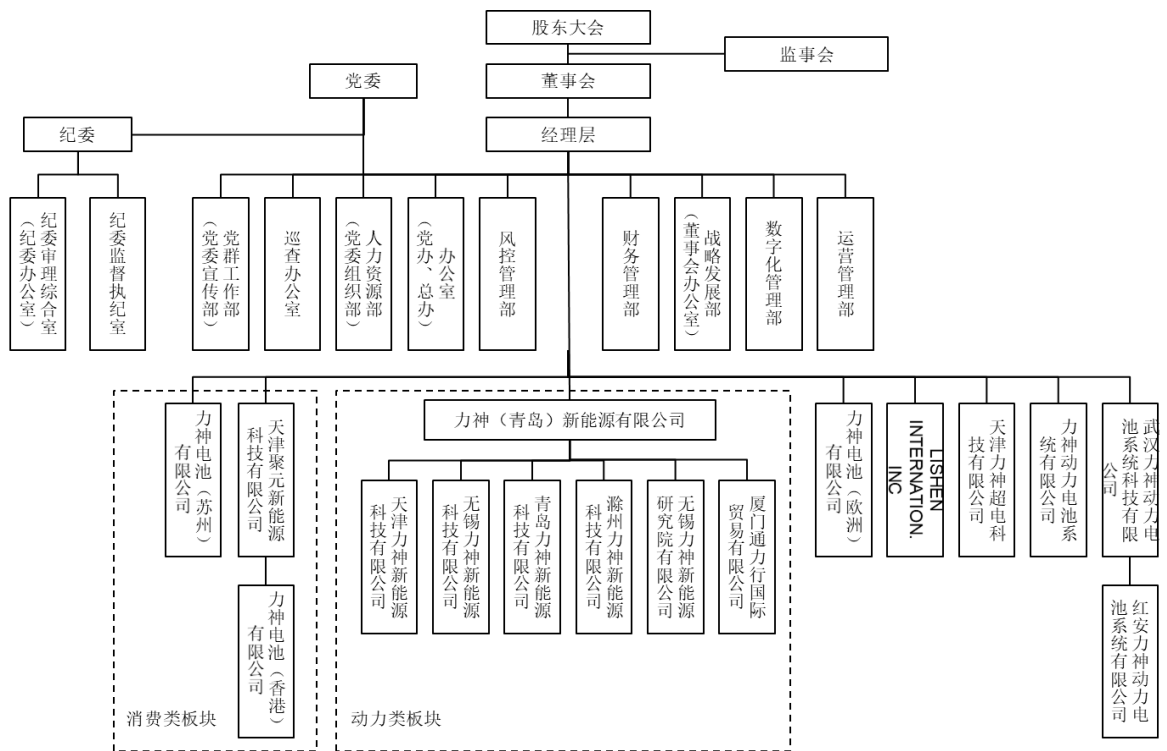 股东大会
监事会
党委
董事会
纪委
经理层
纪委审理综合室
（纪委办公室）
纪委监督执纪室
党群工作部
（党委宣传部）
巡查办公室
人力资源部
（党委组织部）
办公室
（党办、总办）
风控管理部
财务管理部
战略发展部
（董事会办公室）
数字化管理部
运营管理部
力神电池（苏州）
有限公司
天津聚元新能源
科技有限公司
力神（青岛）新能源有限公司
力神电池（欧洲）
有限公司
LISHEN
INTERNATION.
INC
天津力神超电科
技有限公司
力神动力电池系
统有限公司
武汉力神动力电
池系统科技有限
公司
天津力神新能源
科技有限公司
无锡力神新能源
科技有限公司
青岛力神新能源
科技有限公司
滁州力神新能源
科技有限公司
无锡力神新能源
研究院有限公司
厦门通力行国际
贸易有限公司
力神电池（香港）
有限公司
红安力神动力电
池系统有限公司
消费类板块
动力类板块